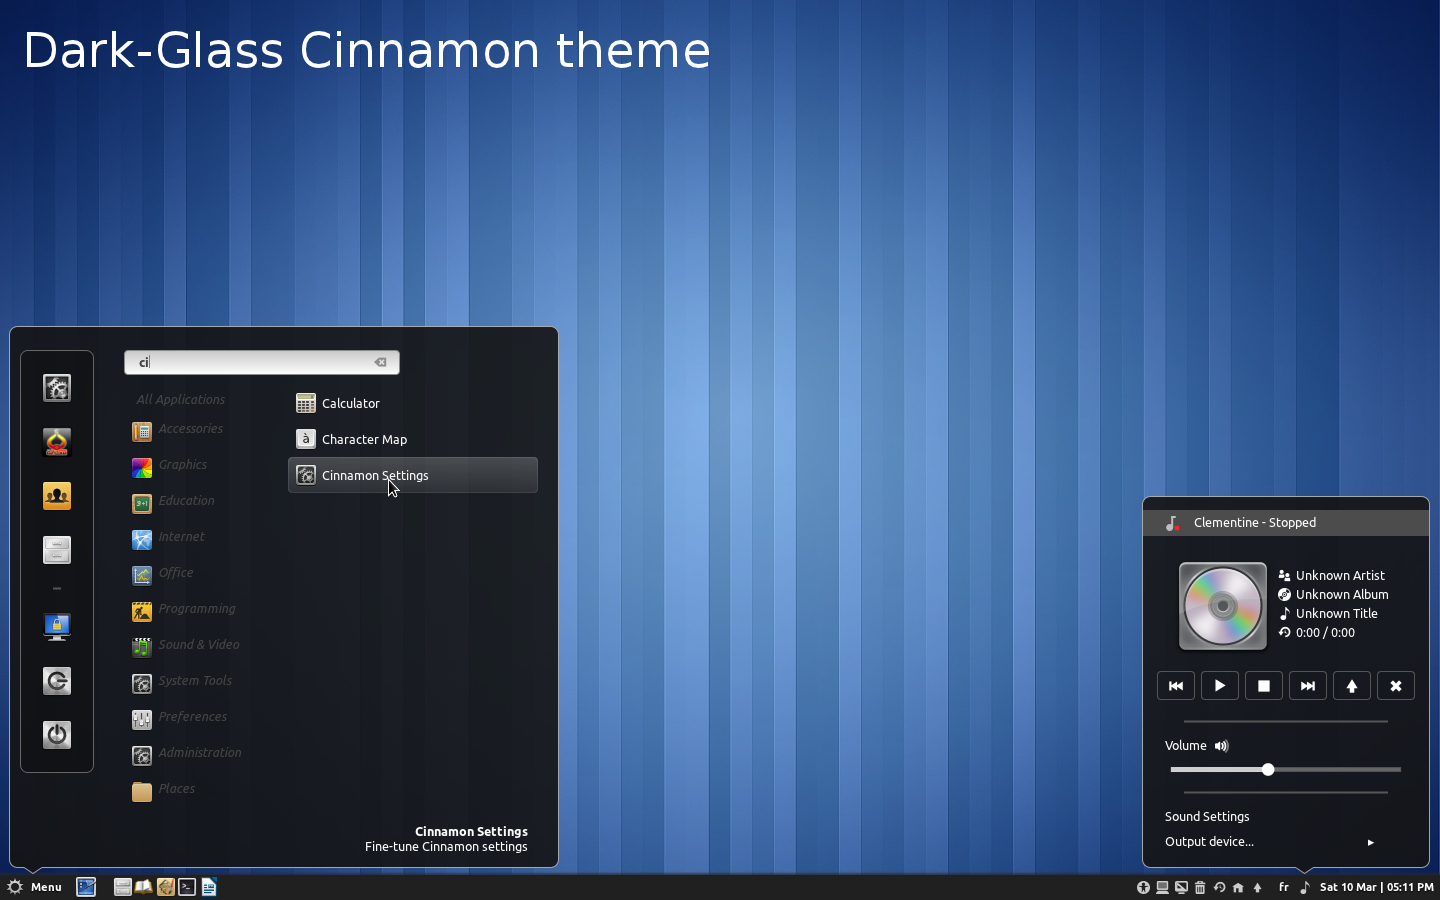 Dark-Glass Cinnamon theme
ci
All Applications
Accessories
Graphics
Education
Internet
Office
Programming
Sound & Video
System Tools
Preferences
Administration
Places
Calculator
à
Character Map
Cinnamon Settings
Cinnamon Settings
Fine-tune Cinnamon settings
Clementine - Stopped
Unknown Artist
Unknown Album
Unknown Title
0:00 / 0:00
Volume
Sound Settings
Output device...
Menu
fr
Sat 10 Mar | 05:11 PM